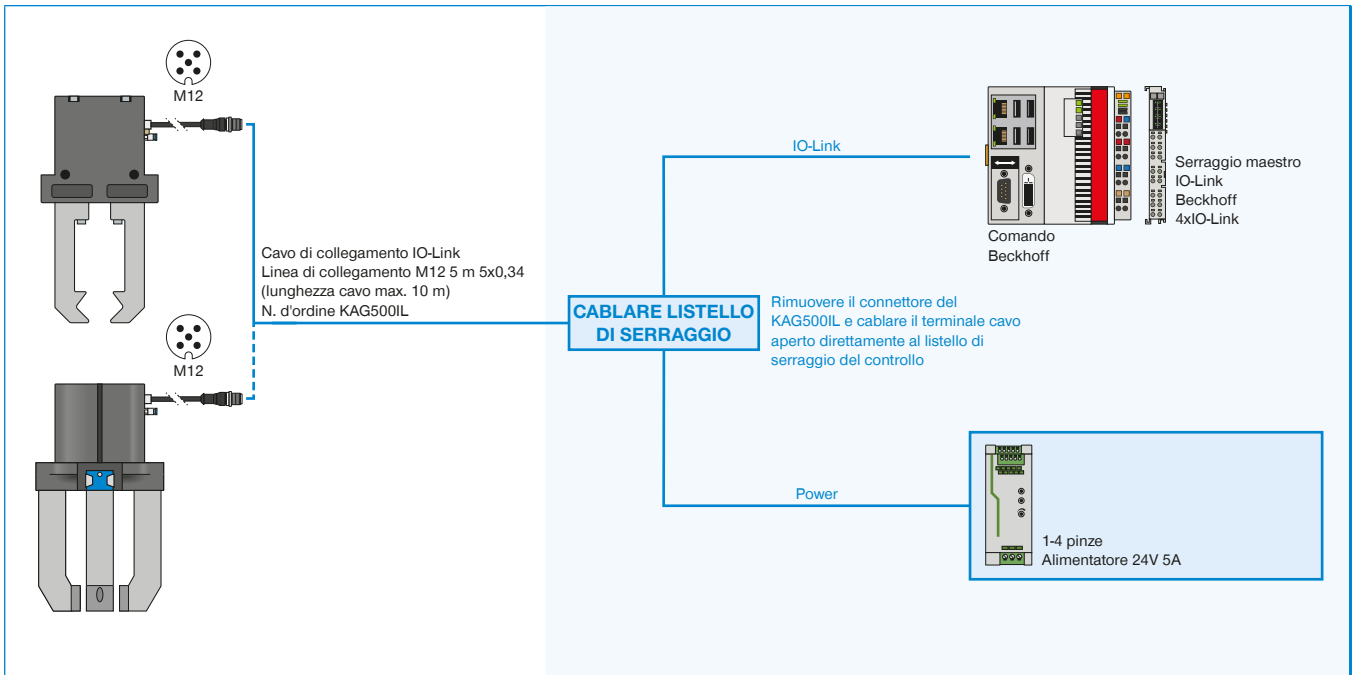 M12
Cavo di collegamento IO-Link
Linea di collegamento M12 5 m 5x0,34
(lunghezza cavo max. 10 m)
N. d'ordine KAG500IL
M12
CABLARE LISTELLO
DI SERRAGGIO
Rimuovere il connettore del
KAG500IL e cablare il terminale cavo
aperto direttamente al listello di
serraggio del controllo
IO-Link
Comando
Beckhoff
Serraggio maestro
IO-Link
Beckhoff
4xIO-Link
Power
1-4 pinze
Alimentatore 24V 5A